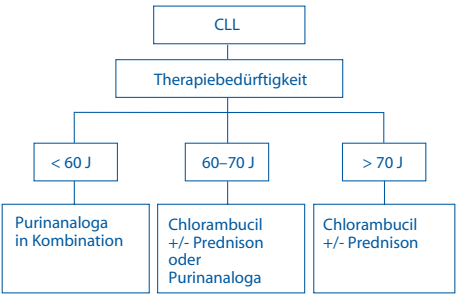 CLL
Therapiebedürftigkeit
< 60 J
60–70 J
> 70 J
Purinanaloga
in Kombination
Chlorambucil
+/- Prednison
oder
Purinanaloga
Chlorambucil
+/- Prednison